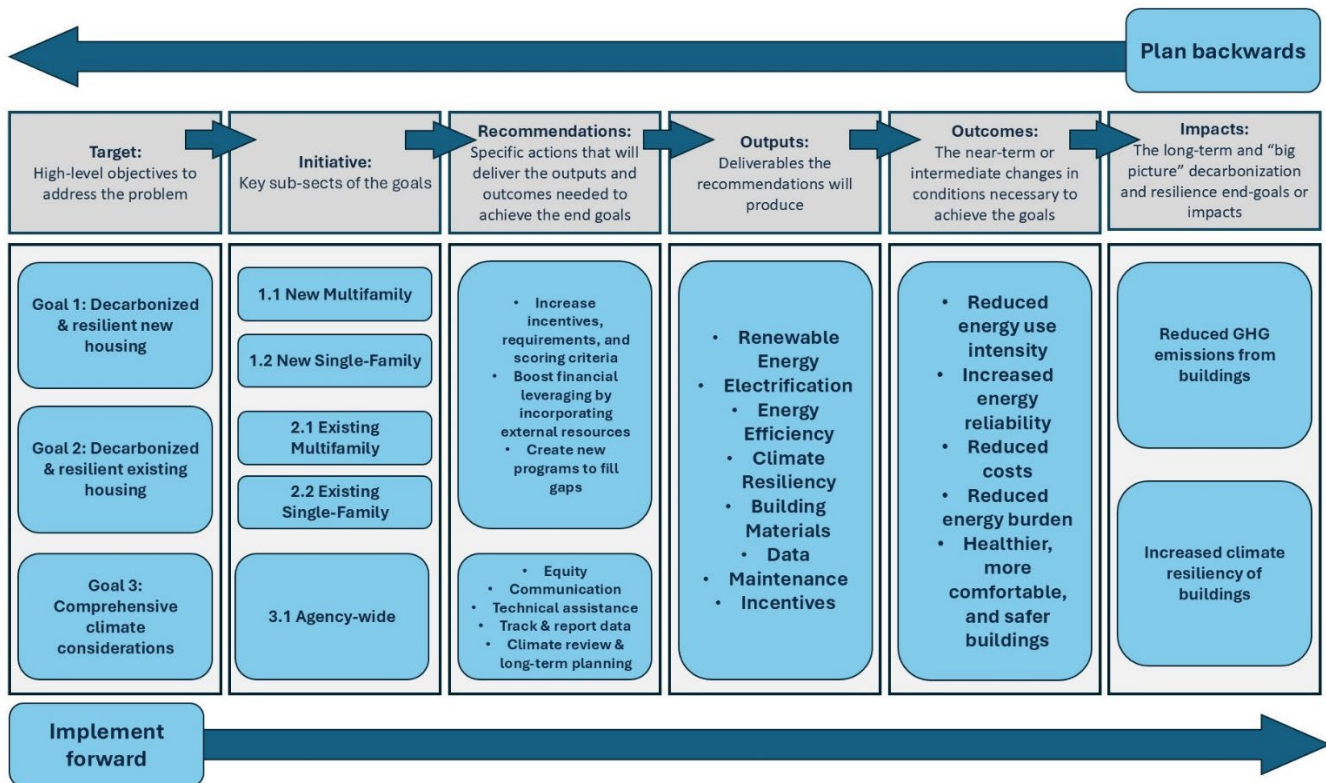 Plan backwards
Target:
High-level objectives to
address the problem
Initiative:
Key sub-sects of the goals
Recommendations:
Specific actions that will
deliver the outputs and
outcomes needed to
achieve the end goals
Outputs:
Deliverables the
recommendations will
produce
Outcomes:
The near-term or
intermediate changes in
conditions necessary to
achieve the goals
Impacts:
The long-term and “big
picture” decarbonization
and resilience end-goals or
impacts
Goal 1: Decarbonized
& resilient new
housing
Goal 2: Decarbonized
& resilient existing
housing
Goal 3:
Comprehensive
climate
considerations
1.1 New Multifamily
1.2 New Single-Family
2.1 Existing
Multifamily
2.2 Existing
Single-Family
3.1 Agency-wide
• Increase
incentives,
requirements, and
scoring criteria
• Boost financial
leveraging by
incorporating
external resources
• Create new
programs to fill
gaps
• Equity
• Communication
• Technical assistance
• Track & report data
• Climate review &
long-term planning
• Renewable
Energy
• Electrification
• Energy
Efficiency
• Climate
Resiliency
• Building
Materials
• Data
• Maintenance
• Incentives
• Reduced
energy use
intensity
• Increased
energy
reliability
• Reduced
costs
• Reduced
energy burden
• Healthier,
more
comfortable,
and safer
buildings
Reduced GHG
emissions from
buildings
Increased climate
resiliency of
buildings
Implement
forward